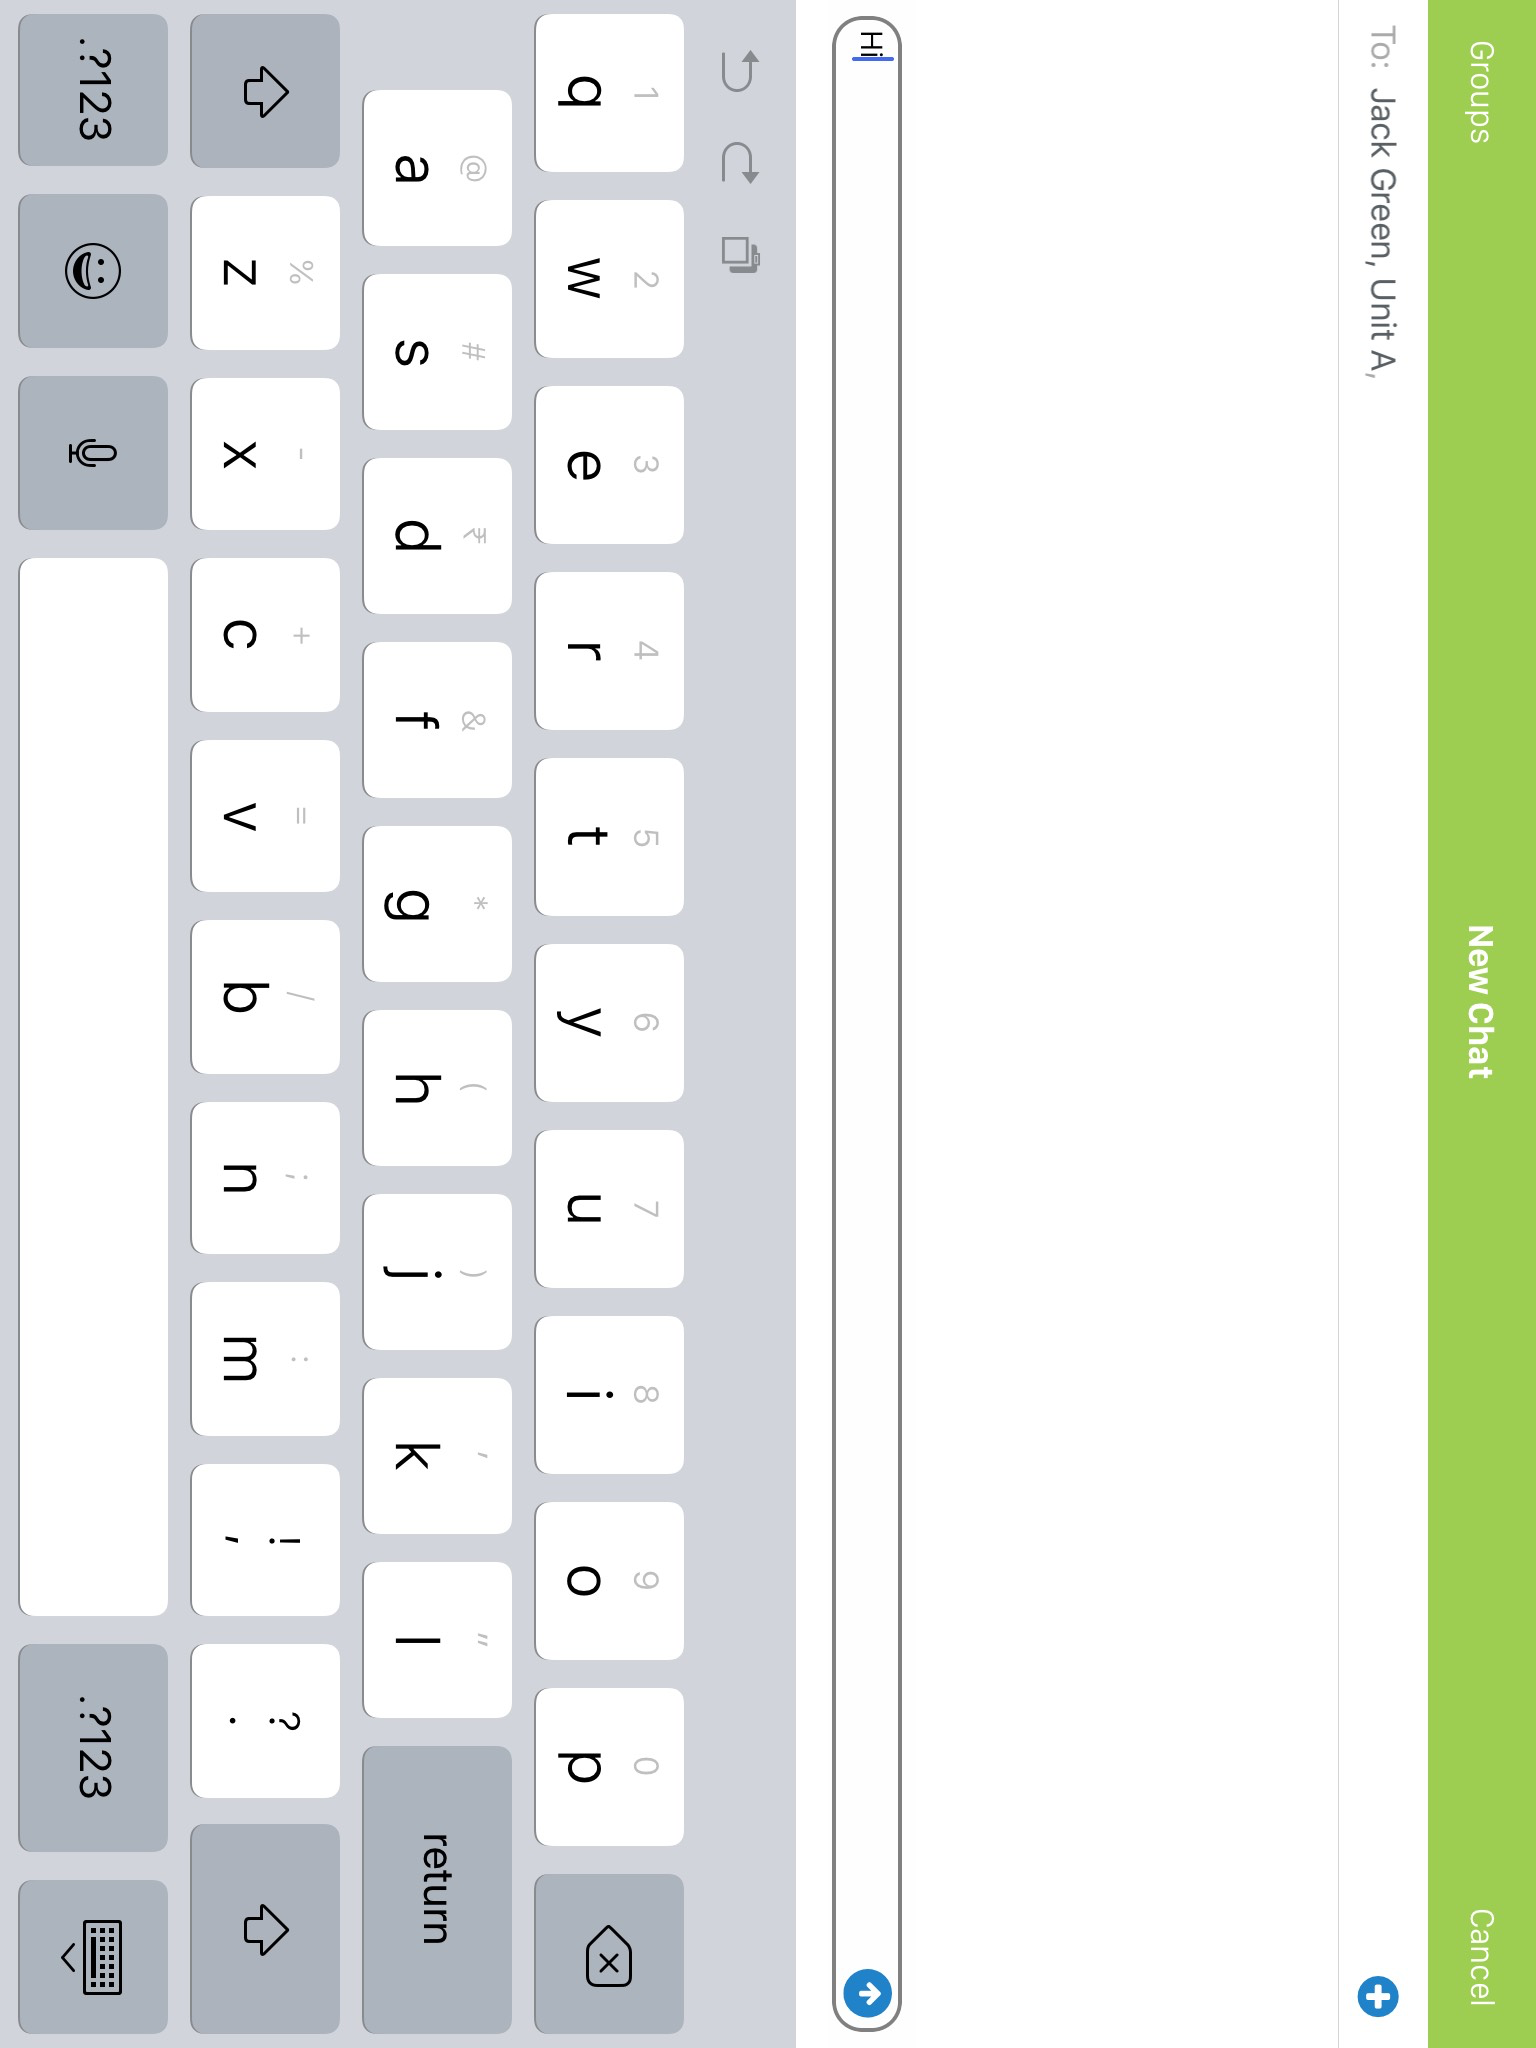 Groups New Chat Cancel
To: Jack Green, Unit A,
Hi
1 2 3 4 5 6 7 8 9 0
q w e r t y u i o p
@ # ₹ & * ( ) ' "
a s d f g h j k l return
% - + = / ; : ! ?
z x c v b n m , .
.?123 .?123